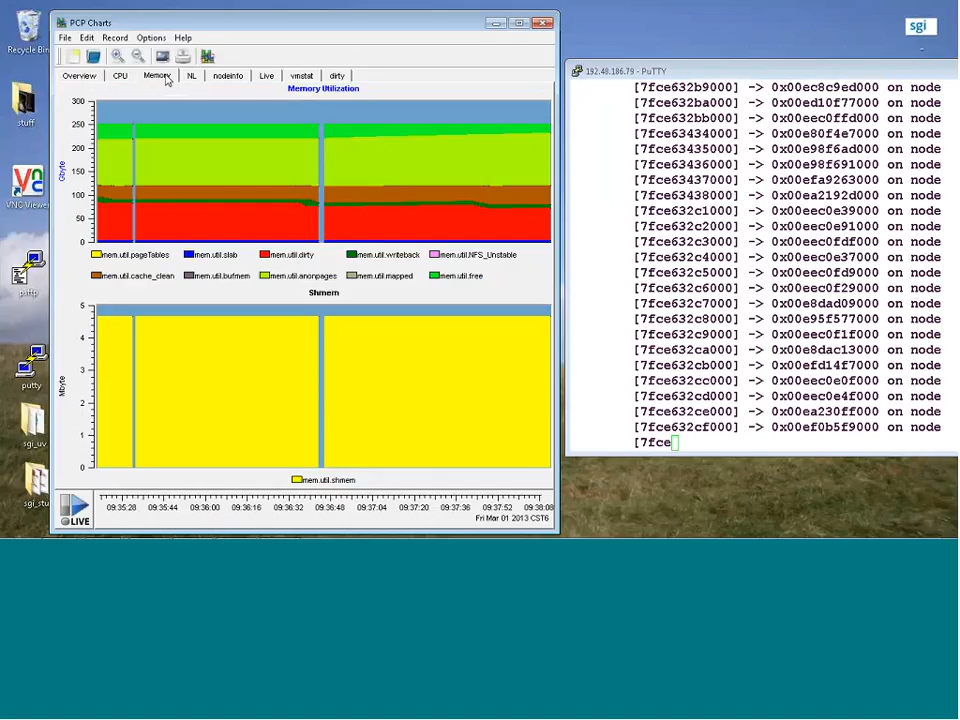 PCP Charts
File Edit Record Options Help
Overview CPU Memory NL nodeinfo Live vmstat dirty
Memory Utilization
300
250
200
150
100
50
0
Gbyte
mem.util.pageTables mem.util.slab mem.util.dirty mem.util.writeback mem.util.NFS_Unstable
mem.util.cache_clean mem.util.bufmem mem.util.anonpages mem.util.mapped mem.util.free
Shmem
5
4
3
2
1
0
Mbyte
mem.util.shmem
LIVE
09:35:28 09:35:44 09:36:00 09:36:16 09:36:32 09:36:48 09:37:04 09:37:20 09:37:36 09:37:52 09:38:08
Fri Mar 01 2013 CST6
Recycle Bin
stuff
VNC Viewer
psftp
putty
sgi_uv
sgi_stu
sgi
192.48.186.79 - PuTTY
[7fce632b9000] -> 0x00ec8c9ed000 on node
[7fce632ba000] -> 0x00ed10f77000 on node
[7fce632bb000] -> 0x00eec0ffd000 on node
[7fce63434000] -> 0x00e80f4e7000 on node
[7fce63435000] -> 0x00e98f6ad000 on node
[7fce63436000] -> 0x00e98f691000 on node
[7fce63437000] -> 0x00efa9263000 on node
[7fce63438000] -> 0x00ea2192d000 on node
[7fce632c1000] -> 0x00eec0e39000 on node
[7fce632c2000] -> 0x00eec0e91000 on node
[7fce632c3000] -> 0x00eec0fdf000 on node
[7fce632c4000] -> 0x00eec0e37000 on node
[7fce632c5000] -> 0x00eec0fd9000 on node
[7fce632c6000] -> 0x00eec0f29000 on node
[7fce632c7000] -> 0x00e8dad09000 on node
[7fce632c8000] -> 0x00e95f577000 on node
[7fce632c9000] -> 0x00eec0f1f000 on node
[7fce632ca000] -> 0x00e8dac13000 on node
[7fce632cb000] -> 0x00efd14f7000 on node
[7fce632cc000] -> 0x00eec0e0f000 on node
[7fce632cd000] -> 0x00eec0e4f000 on node
[7fce632ce000] -> 0x00ea230ff000 on node
[7fce632cf000] -> 0x00ef0b5f9000 on node
[7fce